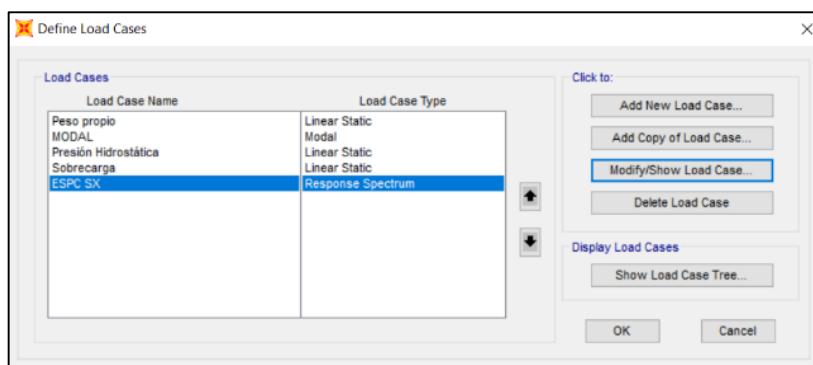 Define Load Cases
Load Cases
Click to:
Load Case Name Load Case Type
Peso propio Linear Static
MODAL Modal
Presión Hidrostática Linear Static
Sobrecarga Linear Static
ESPC SX Response Spectrum
Add New Load Case...
Add Copy of Load Case...
Modify/Show Load Case...
Delete Load Case
Display Load Cases
Show Load Case Tree...
OK Cancel